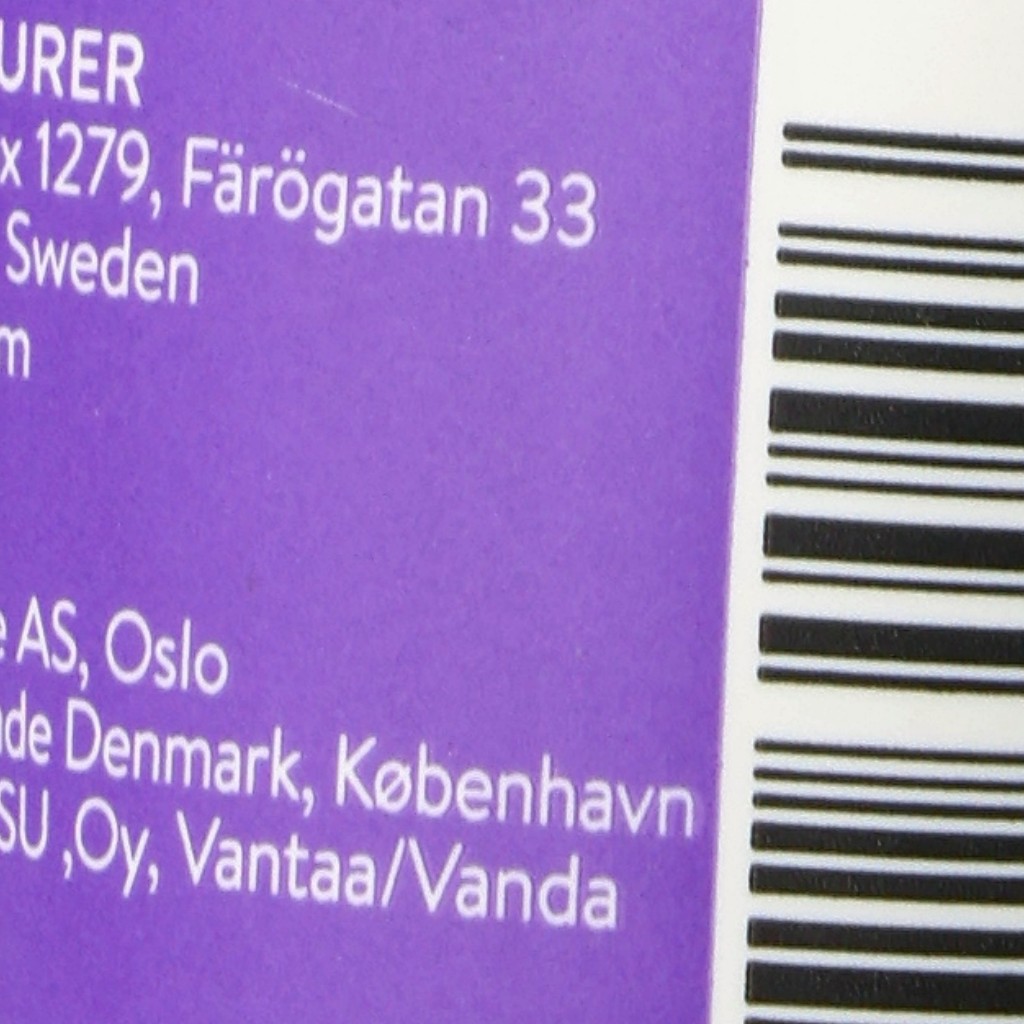 URER
x 1279, Färögatan 33
Sweden
m
e AS, Oslo
de Denmark, København
SU ,Oy, Vantaa/Vanda